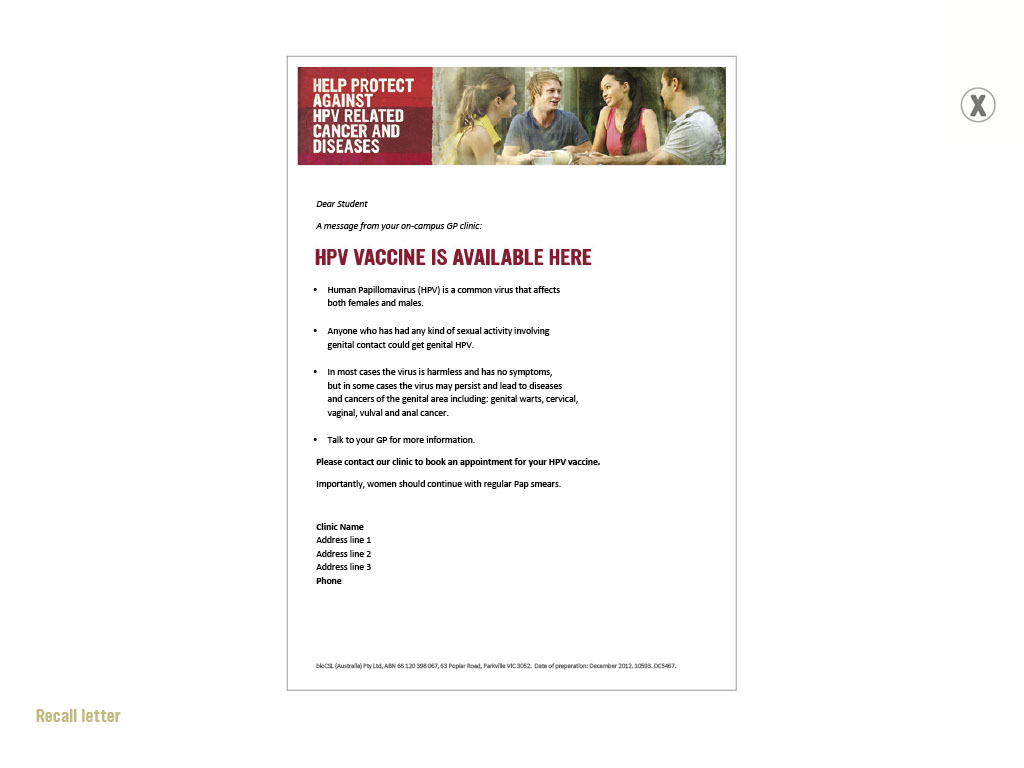 HELP PROTECT
AGAINST
HPV RELATED
CANCER AND
DISEASES
X
Dear Student
A message from your on-campus GP clinic:
HPV VACCINE IS AVAILABLE HERE
• Human Papillomavirus (HPV) is a common virus that affects
both females and males.
• Anyone who has had any kind of sexual activity involving
genital contact could get genital HPV.
• In most cases the virus is harmless and has no symptoms,
but in some cases the virus may persist and lead to diseases
and cancers of the genital area including: genital warts, cervical,
vaginal, vulval and anal cancer.
• Talk to your GP for more information.
Please contact our clinic to book an appointment for your HPV vaccine.
Importantly, women should continue with regular Pap smears.
Clinic Name
Address line 1
Address line 2
Address line 3
Phone
bioCSL (Australia) Pty Ltd, ABN 66 120 398 067, 63 Poplar Road, Parkville VIC 3052. Date of preparation: December 2012. 10593. DC5467.
Recall letter